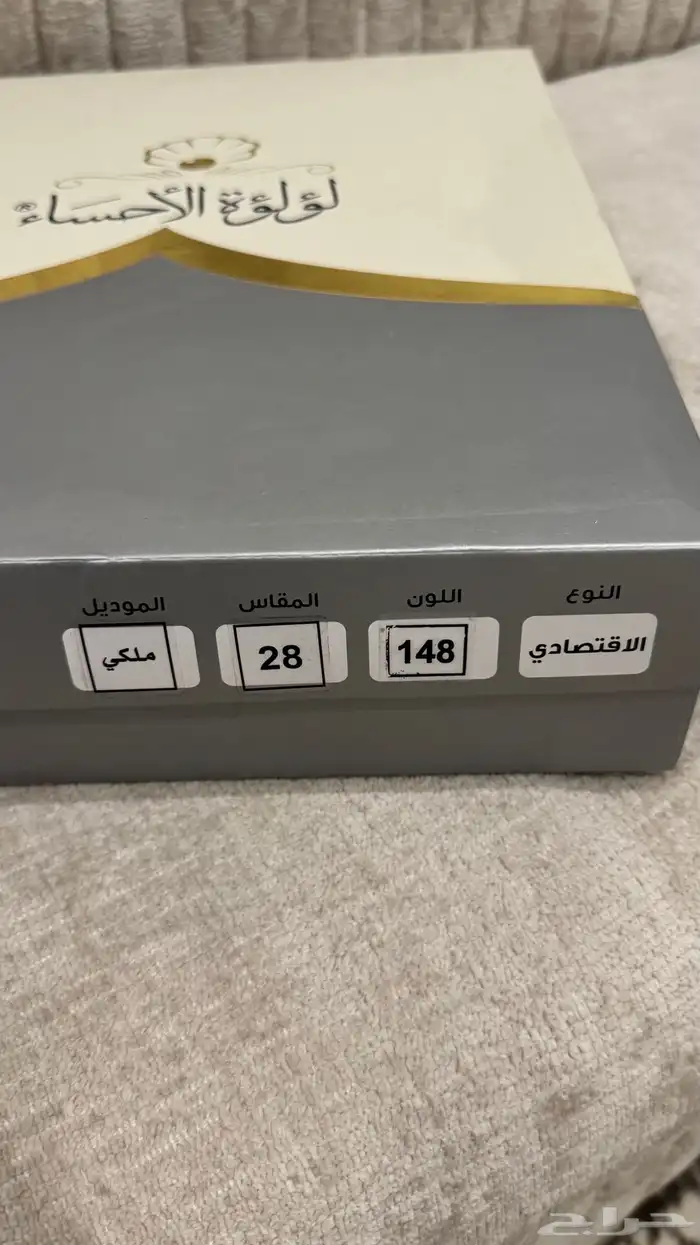 لؤلؤة الأحساء®
النوع اللون المقاس الموديل
الاقتصادي 148 28 ملكي
حراج